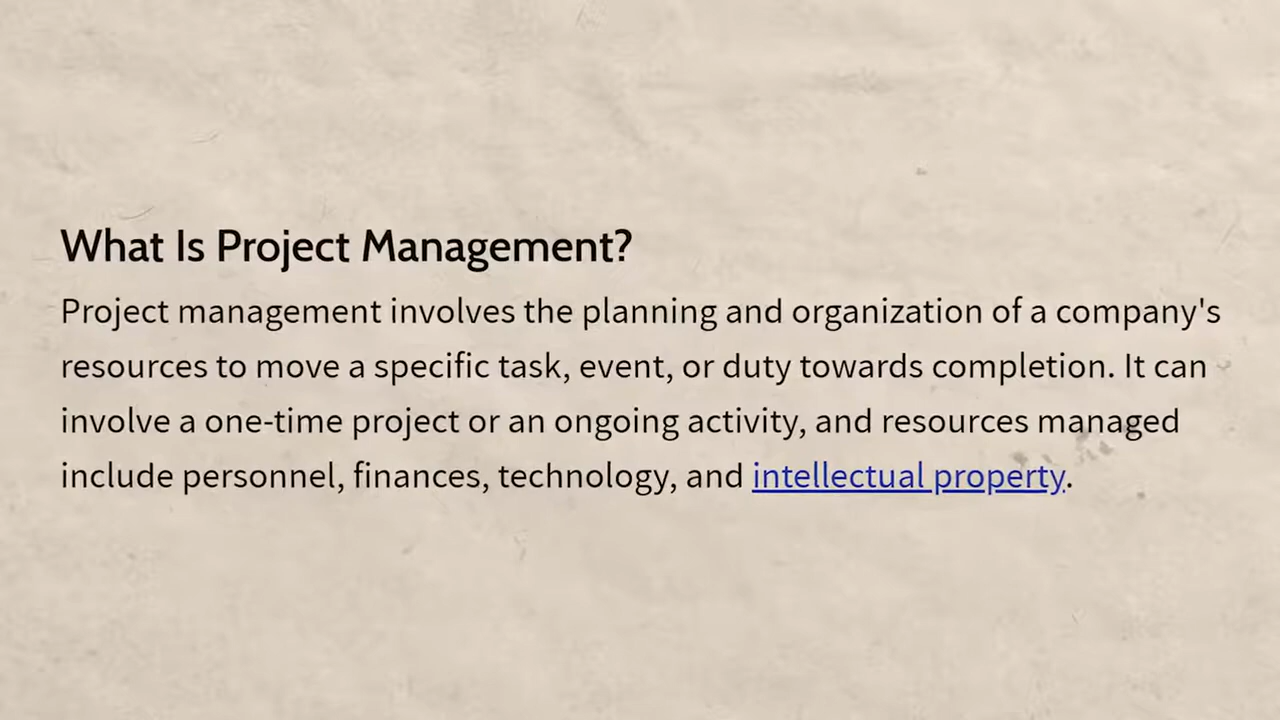 What Is Project Management?
Project management involves the planning and organization of a company's
resources to move a specific task, event, or duty towards completion. It can
involve a one-time project or an ongoing activity, and resources managed
include personnel, finances, technology, and intellectual property.